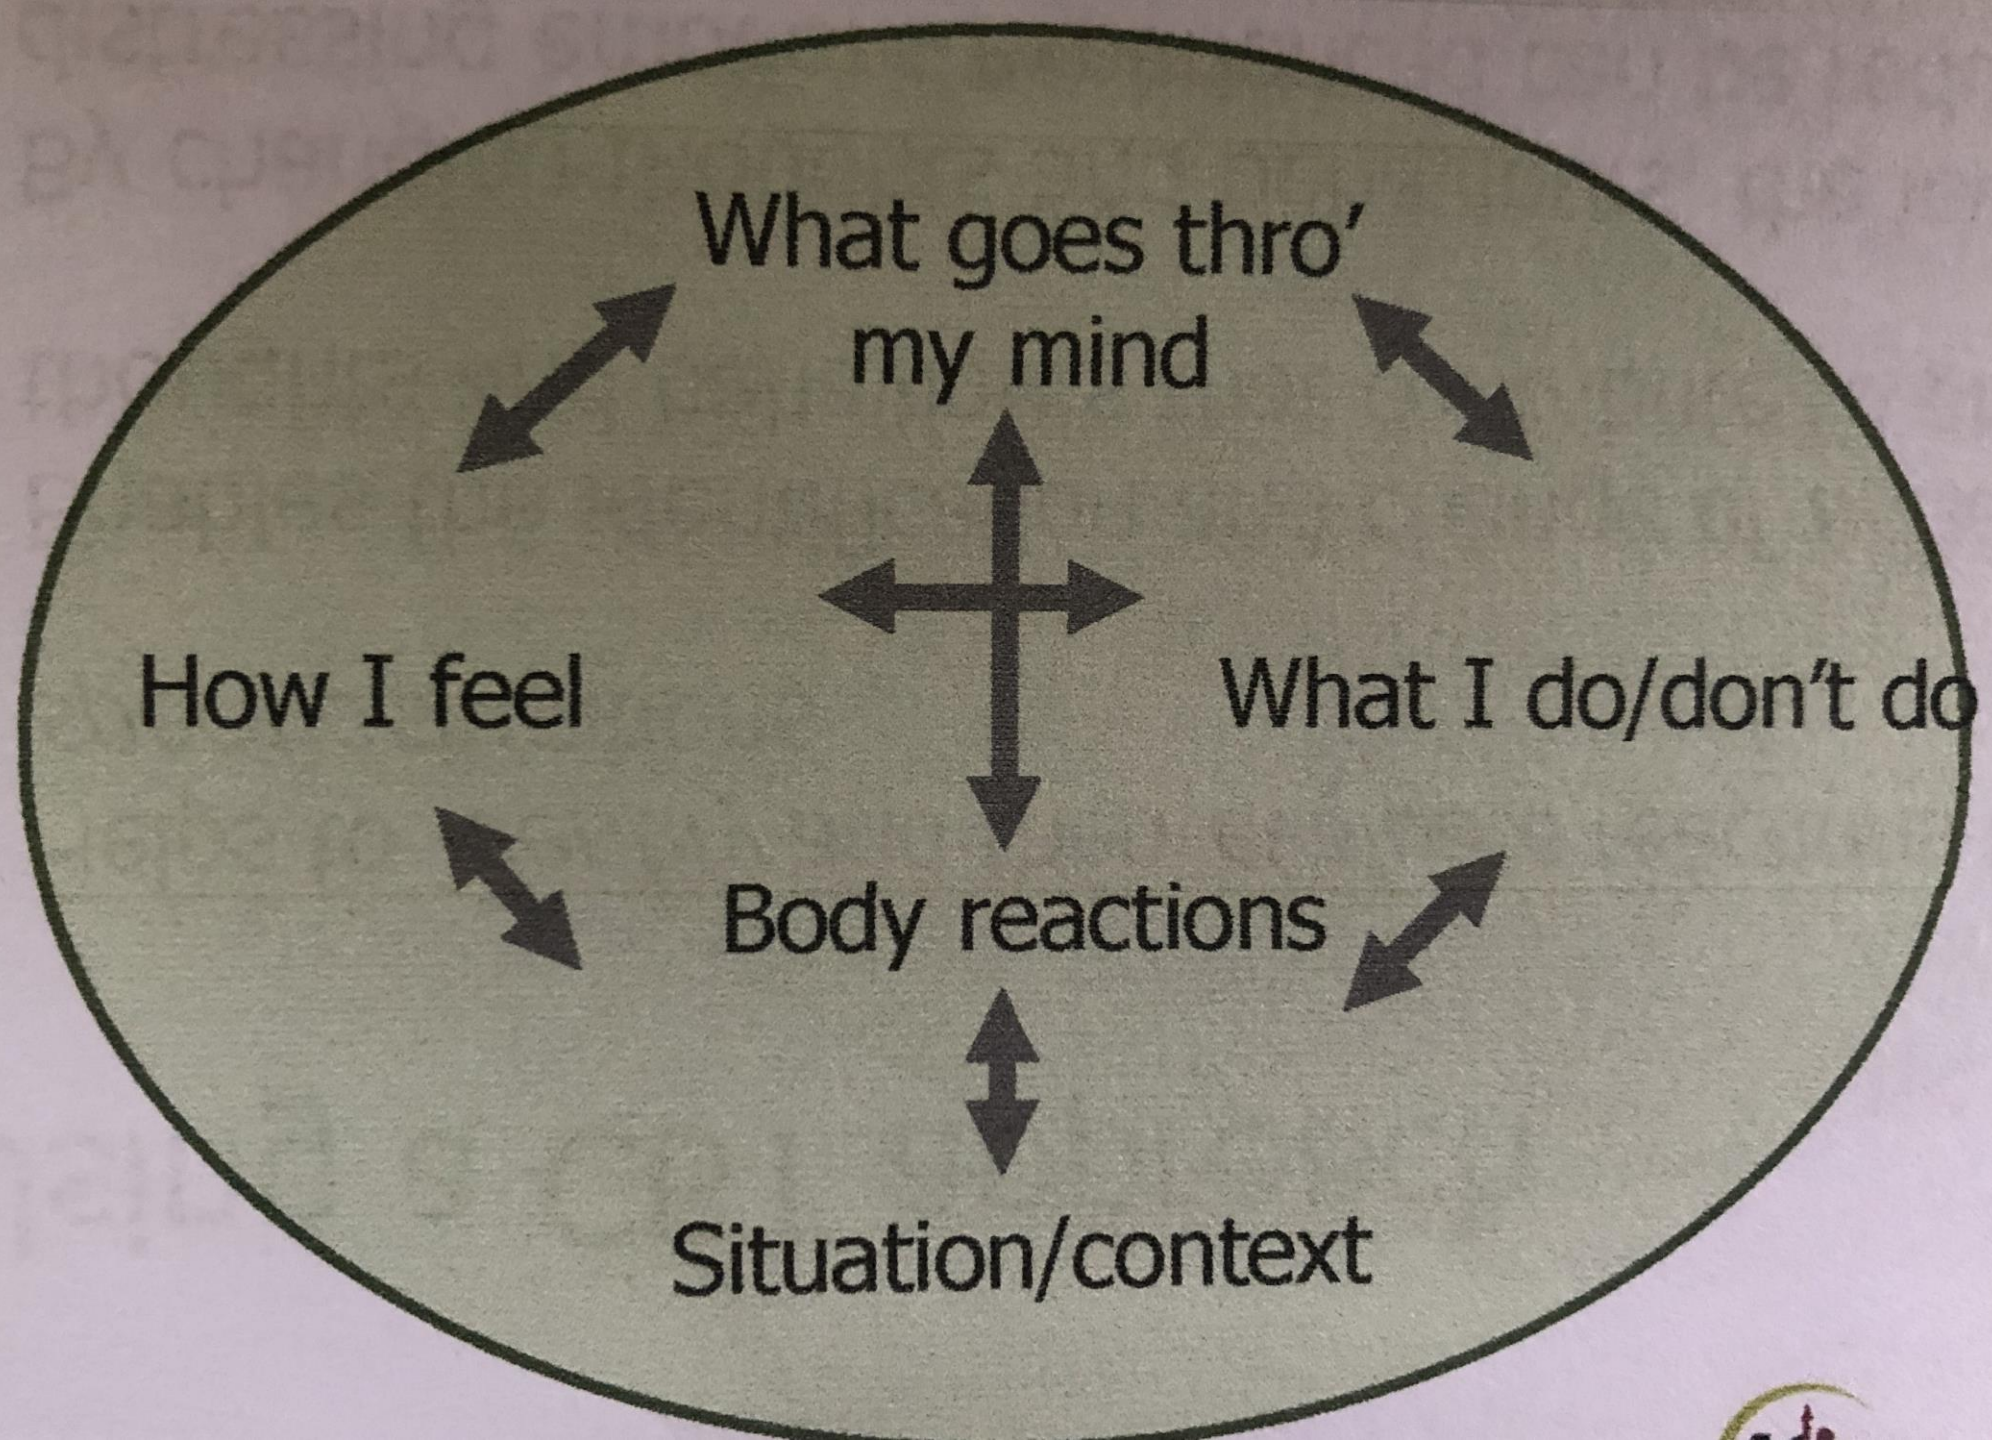 What goes thro'
my mind
How I feel
What I do/don't do
Body reactions
Situation/context